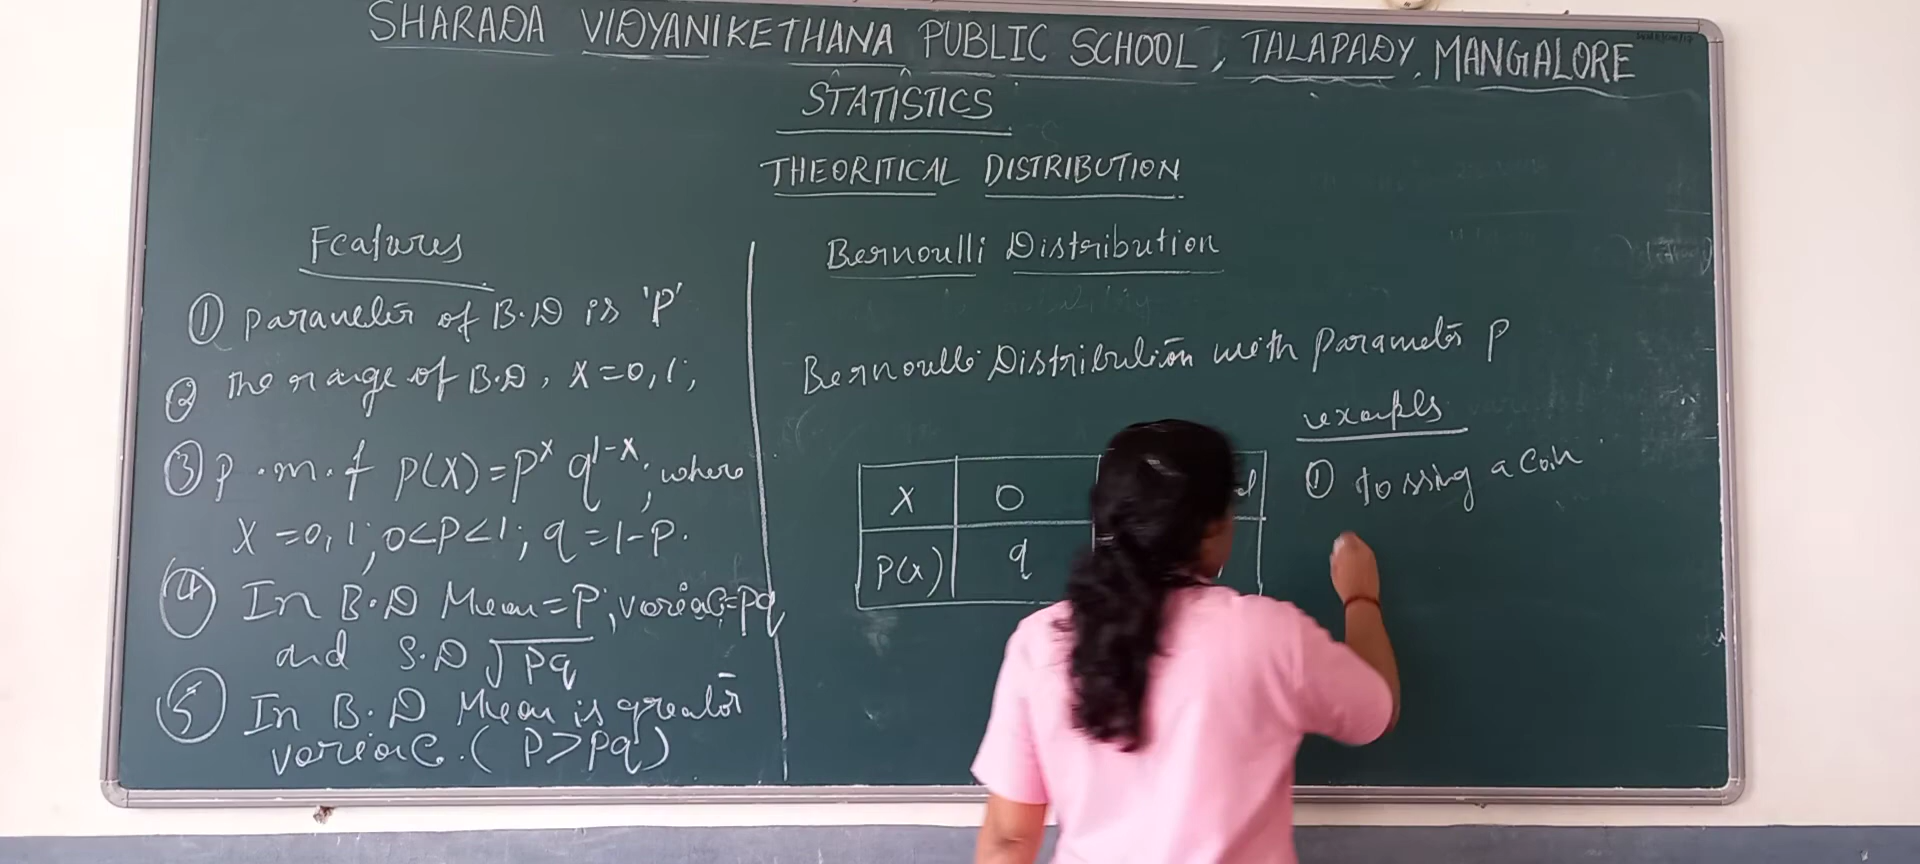 SHARADA VIDYANIKETHANA PUBLIC SCHOOL, TALAPADY, MANGALORE
STATISTICS
THEORITICAL DISTRIBUTION
Features
① parameter of B.D is 'P'
② the range of B.D, X=0,1;
③ p.m.f p(X)=p^x q^1-x; where
X=0,1; 0<P<1; q=1-P.
④ In B.D Mean=P; varianc=pq
and S.D √pq
⑤ In B.D Mean is greater
varianc. (P>pq)
Bernoulli Distribution
Bernoulli Distribution with parameter P
X 0
P(x) q
examples
① tossing a coin